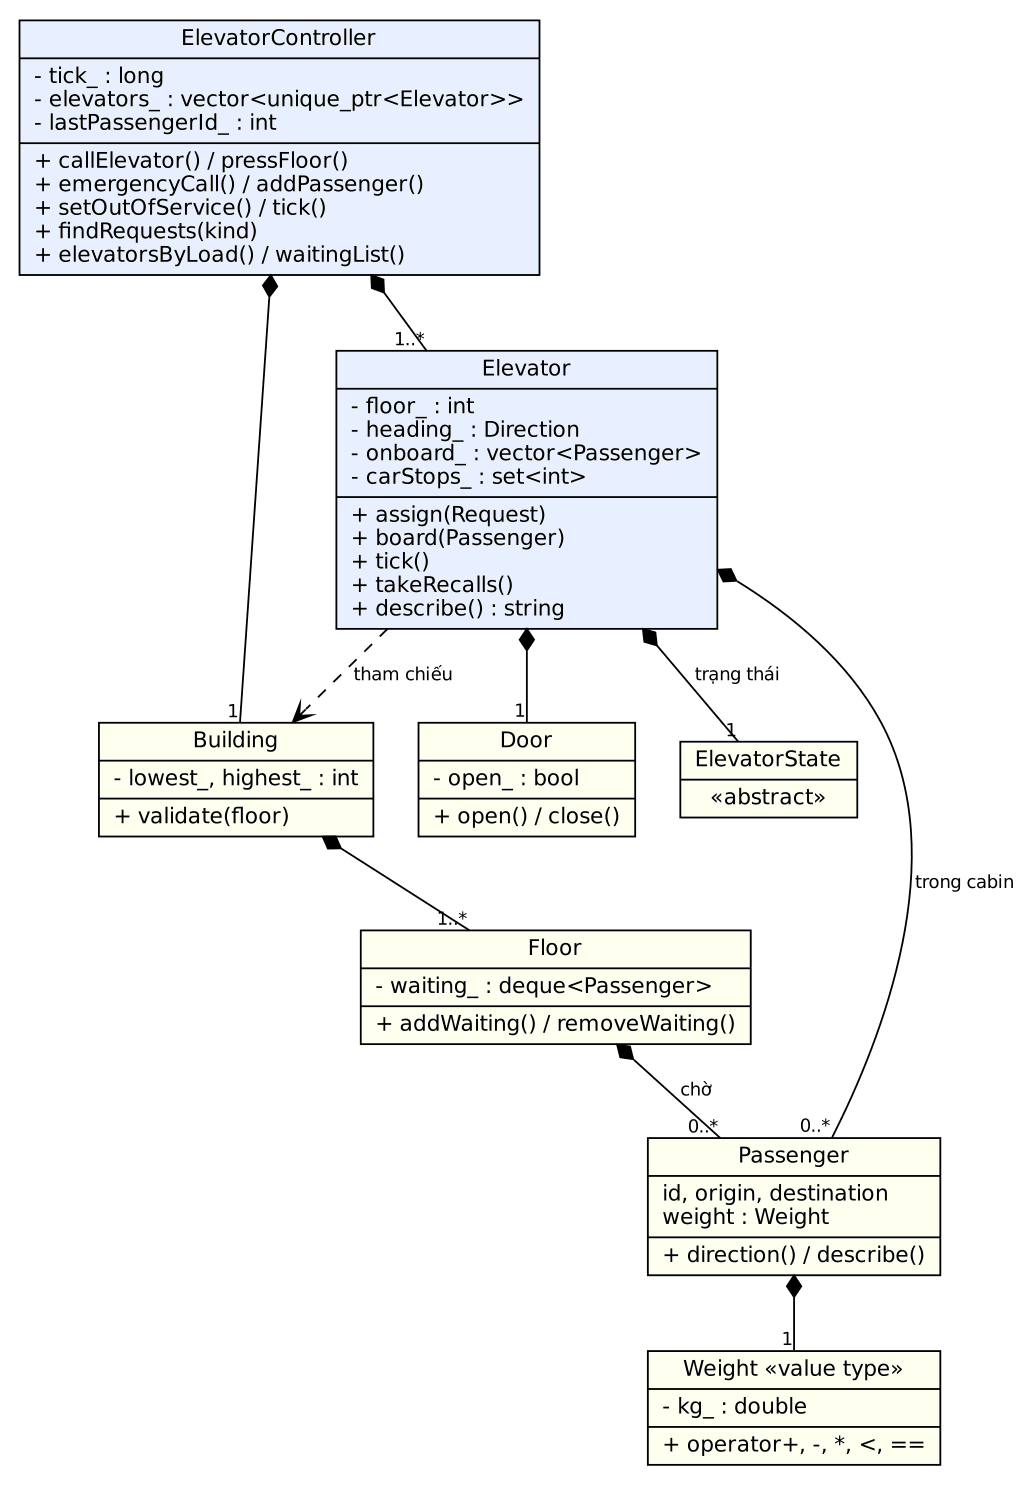 ElevatorController
- tick_ : long
- elevators_ : vector<unique_ptr<Elevator>>
- lastPassengerId_ : int
+ callElevator() / pressFloor()
+ emergencyCall() / addPassenger()
+ setOutOfService() / tick()
+ findRequests(kind)
+ elevatorsByLoad() / waitingList()
1..*
Elevator
- floor_ : int
- heading_ : Direction
- onboard_ : vector<Passenger>
- carStops_ : set<int>
+ assign(Request)
+ board(Passenger)
+ tick()
+ takeRecalls()
+ describe() : string
tham chiếu
trạng thái
1
1
1
Building
- lowest_, highest_ : int
+ validate(floor)
Door
- open_ : bool
+ open() / close()
ElevatorState
«abstract»
trong cabin
1..*
Floor
- waiting_ : deque<Passenger>
+ addWaiting() / removeWaiting()
chờ
0..*
0..*
Passenger
id, origin, destination
weight : Weight
+ direction() / describe()
1
Weight «value type»
- kg_ : double
+ operator+, -, *, <, ==